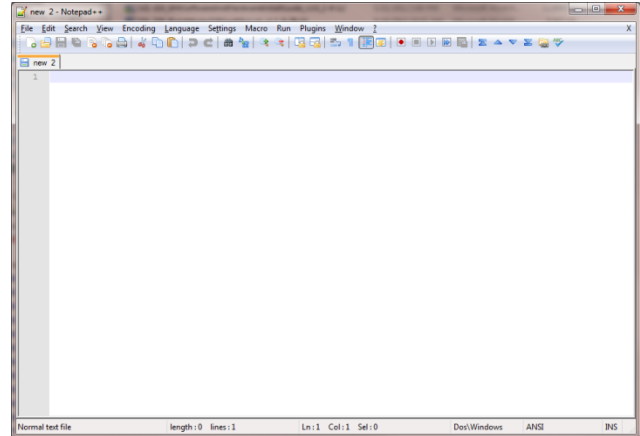 new 2 - Notepad++
File Edit Search View Encoding Language Settings Macro Run Plugins Window ? X
new 2
1
Normal text file length : 0 lines : 1 Ln : 1 Col : 1 Sel : 0 Dos\Windows ANSI INS